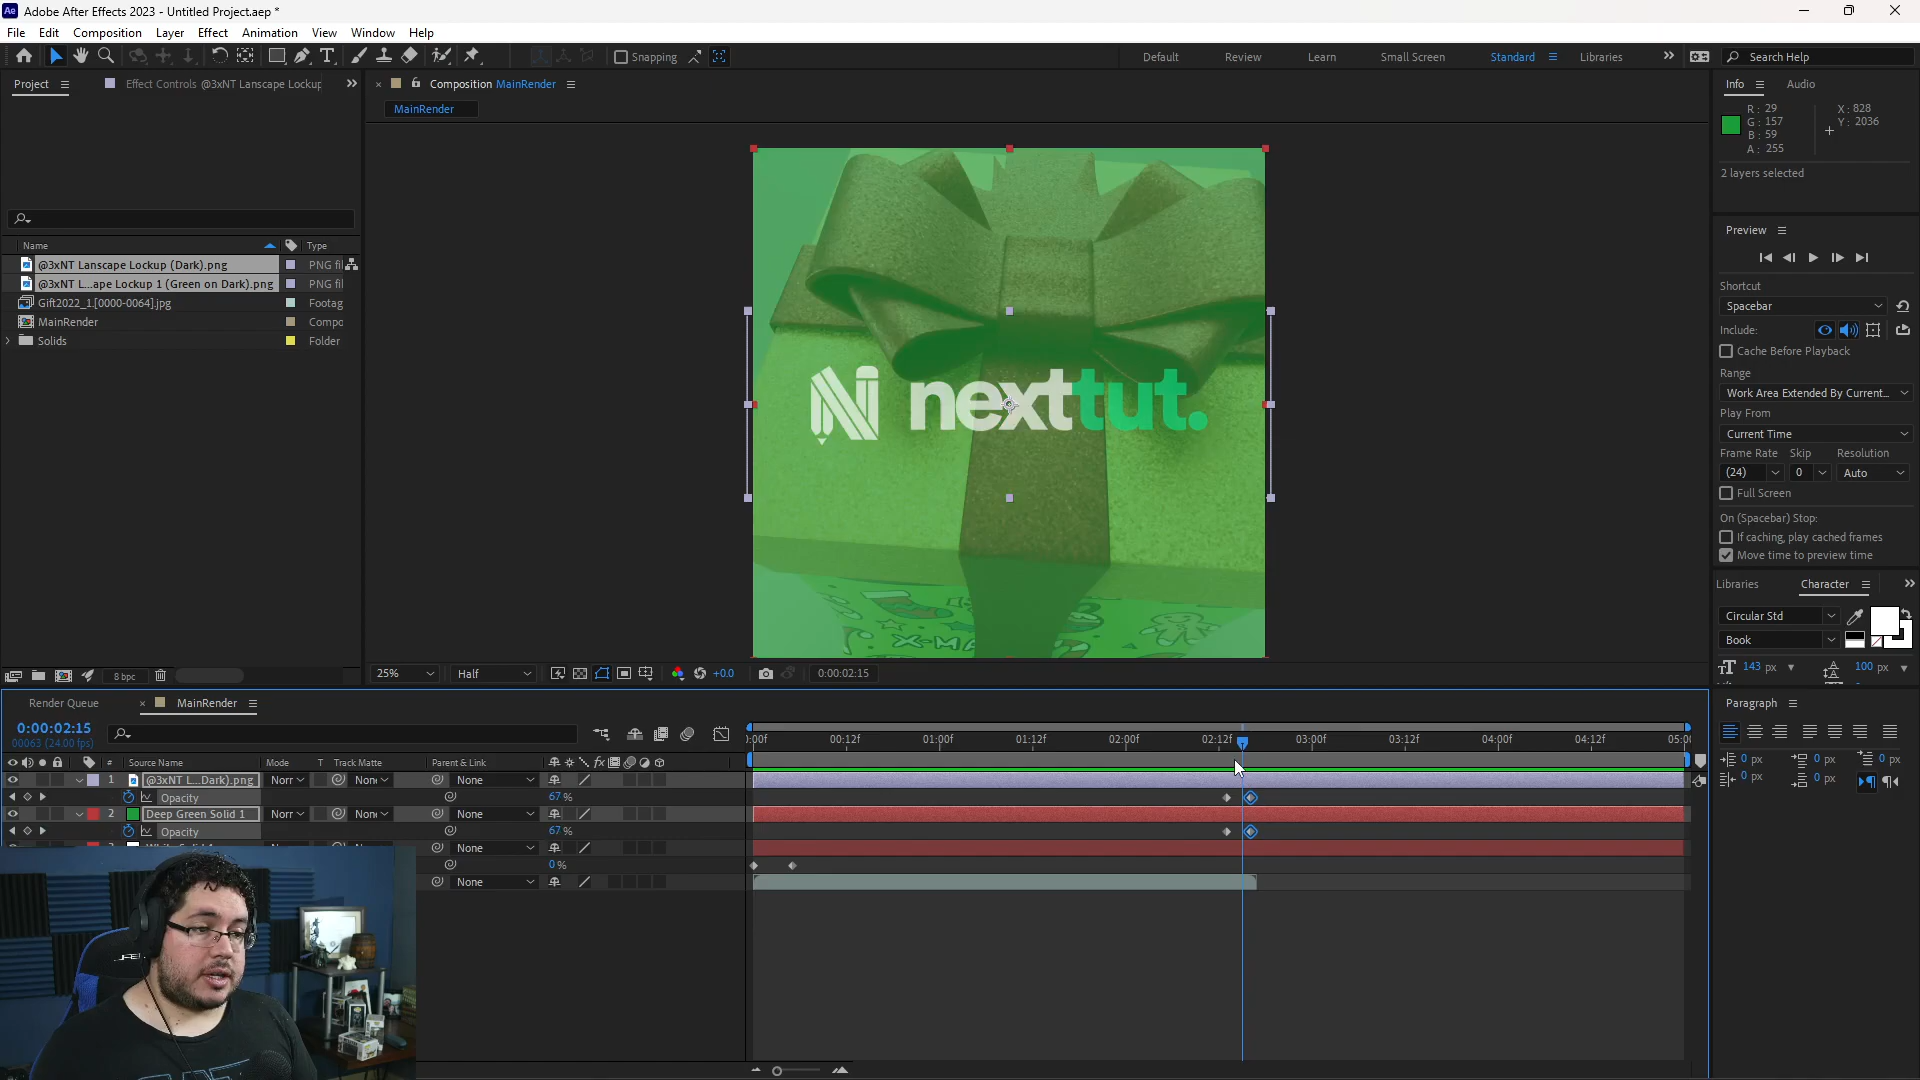 Ae Adobe After Effects 2023 - Untitled Project.aep *
File Edit Composition Layer Effect Animation View Window Help
Snapping
Default Review Learn Small Screen Standard Libraries Search Help
Project Effect Controls @3xNT Lanscape Lockup
Composition MainRender
MainRender
Name Type
@3xNT Lanscape Lockup (Dark).png PNG fil
@3xNT L...ape Lockup 1 (Green on Dark).png PNG fil
Gift2022_1.[0000-0064].jpg Footag
MainRender Compo
Solids Folder
8 bpc
N nexttut.
X-MA
25% Half +0.0 0:00:02:15
Info Audio
R: 29 X: 828
G: 157 Y: 2036
B: 59
A: 255
2 layers selected
Preview
Shortcut
Spacebar
Include:
Cache Before Playback
Range
Work Area Extended By Current...
Play From
Current Time
Frame Rate Skip Resolution
(24) 0 Auto
Full Screen
On (Spacebar) Stop:
If caching, play cached frames
Move time to preview time
Libraries Character
Circular Std
Book
143 px 100 px
Paragraph
0 px 0 px 0 px
0 px 0 px
Render Queue MainRender
0:00:02:15
00063 (24.00 fps)
:00f 00:12f 01:00f 01:12f 02:00f 02:12f 03:00f 03:12f 04:00f 04:12f 05:0
# Source Name Mode T Track Matte Parent & Link
1 @3xNT L...Dark).png Norr None None
Opacity 67 %
2 Deep Green Solid 1 Norr None None
Opacity 67 %
None
0 %
None